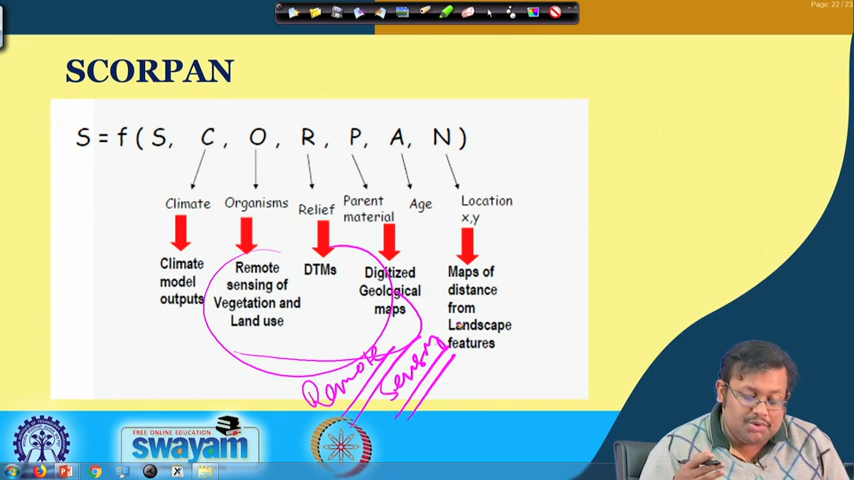 Page: 22 / 23
SCORPAN
S = f ( S, C, O, R, P, A, N )
Climate
Organisms
Relief
Parent
material
Age
Location
x,y
Climate
model
outputs
Remote
sensing of
Vegetation and
Land use
DTMs
Digitized
Geological
maps
Maps of
distance
from
Landscape
features
Remote
Sensing
FREE ONLINE EDUCATION
swayam